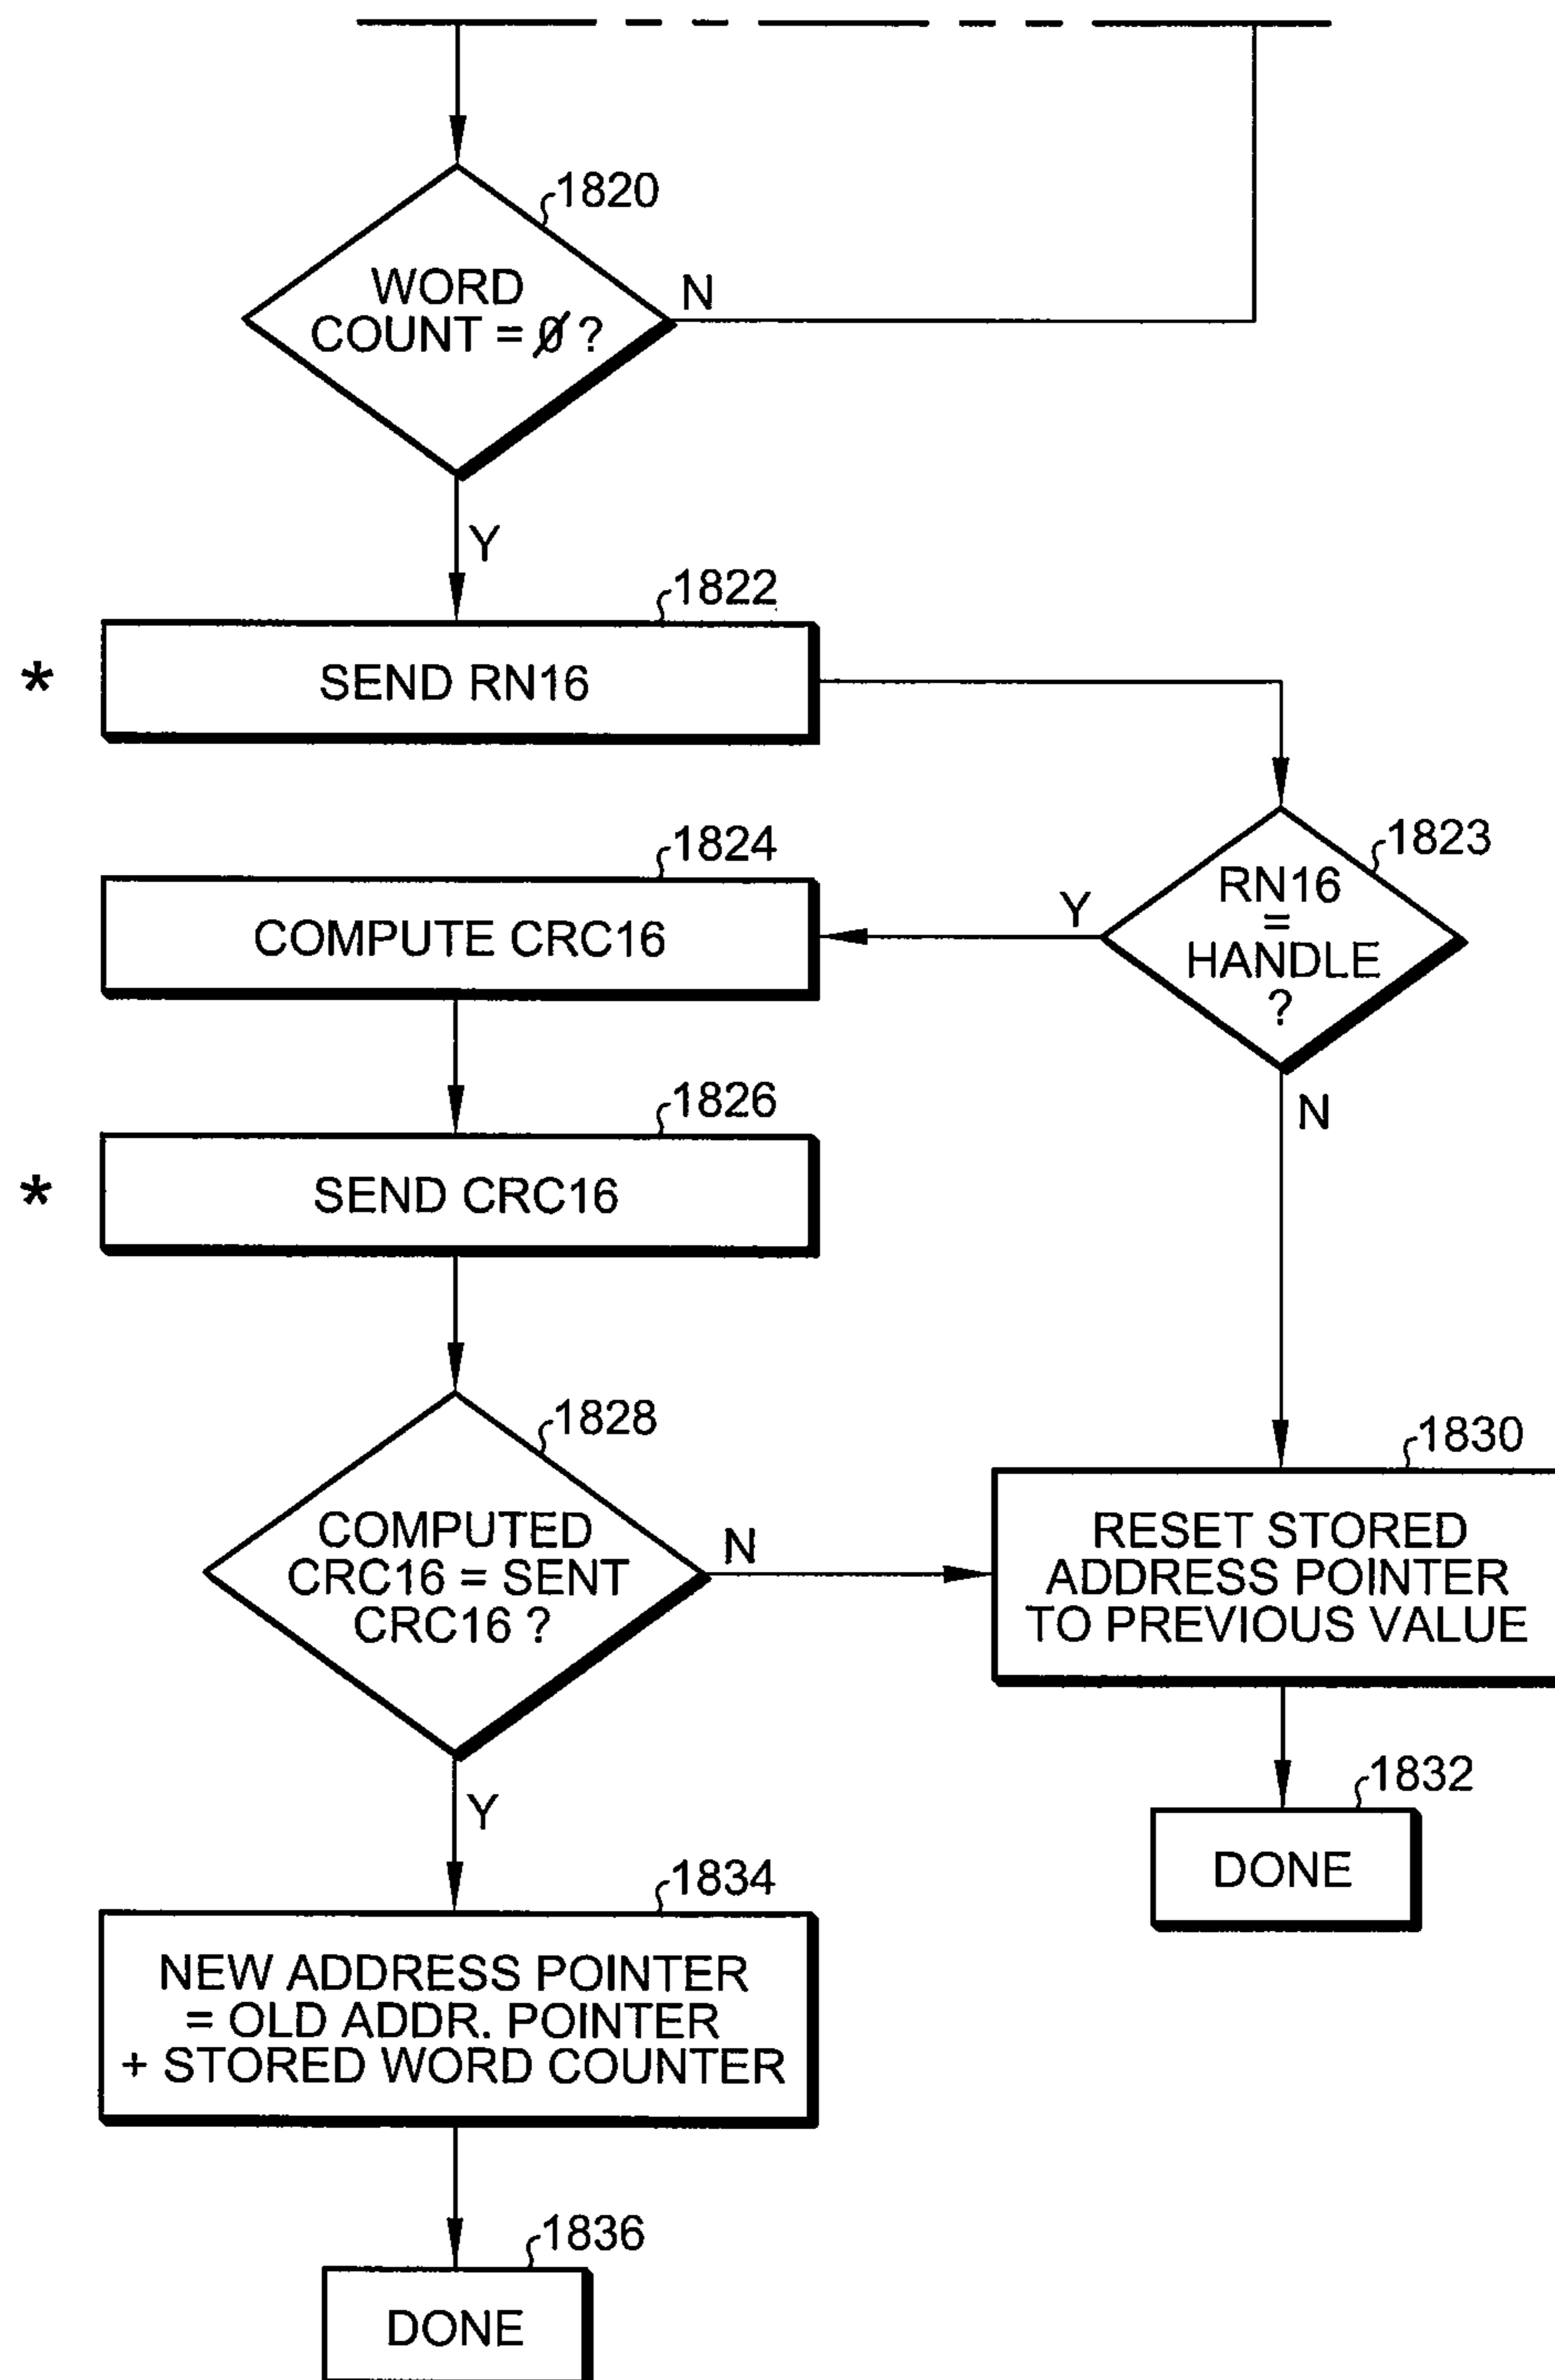 1820
WORD
COUNT = 0 ?
N
Y
1822
* SEND RN16
1823
RN16
=
HANDLE
?
Y
N
1824
COMPUTE CRC16
1826
* SEND CRC16
1828
COMPUTED
CRC16 = SENT
CRC16 ?
N
Y
1830
RESET STORED
ADDRESS POINTER
TO PREVIOUS VALUE
1832
DONE
1834
NEW ADDRESS POINTER
= OLD ADDR. POINTER
+ STORED WORD COUNTER
1836
DONE